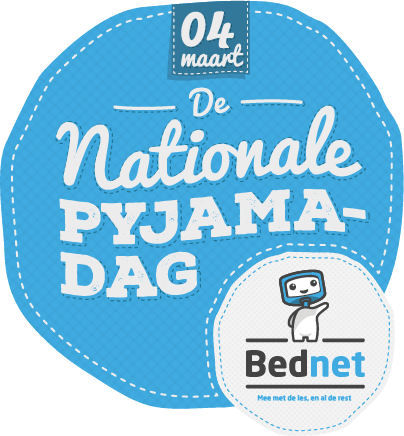 04
maart
De
Nationale
PYJAMA-
DAG
Bednet
Mee met de les, en al de rest